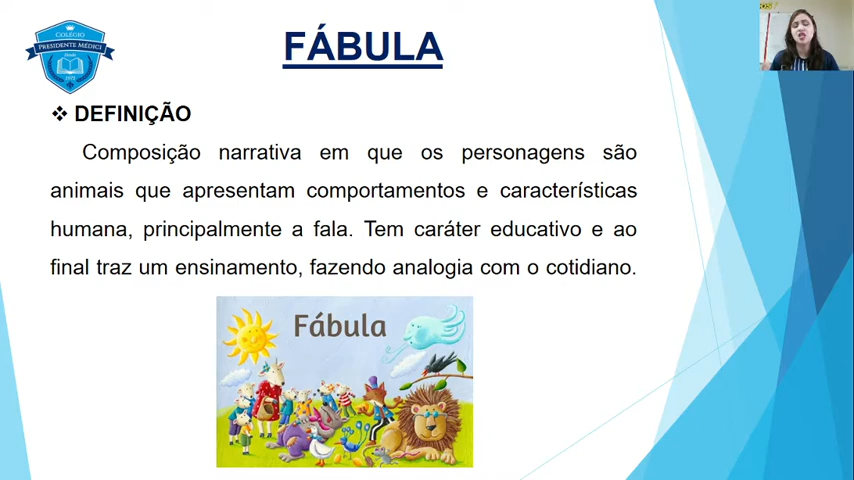 COLÉGIO
PRESIDENTE MÉDICI
FÁBULA
❖ DEFINIÇÃO
Composição narrativa em que os personagens são
animais que apresentam comportamentos e características
humana, principalmente a fala. Tem caráter educativo e ao
final traz um ensinamento, fazendo analogia com o cotidiano.
Fábula